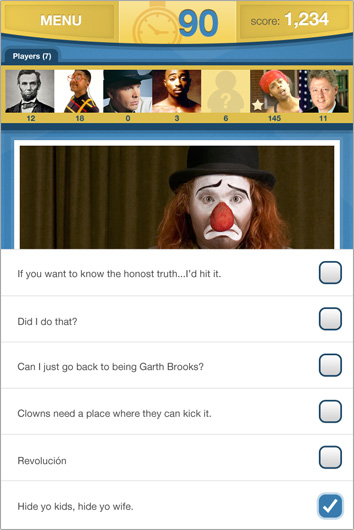 MENU
90
score: 1,234
Players (7)
12 18 0 3 6 145 11
If you want to know the honost truth...I'd hit it.
Did I do that?
Can I just go back to being Garth Brooks?
Clowns need a place where they can kick it.
Revolución
Hide yo kids, hide yo wife.